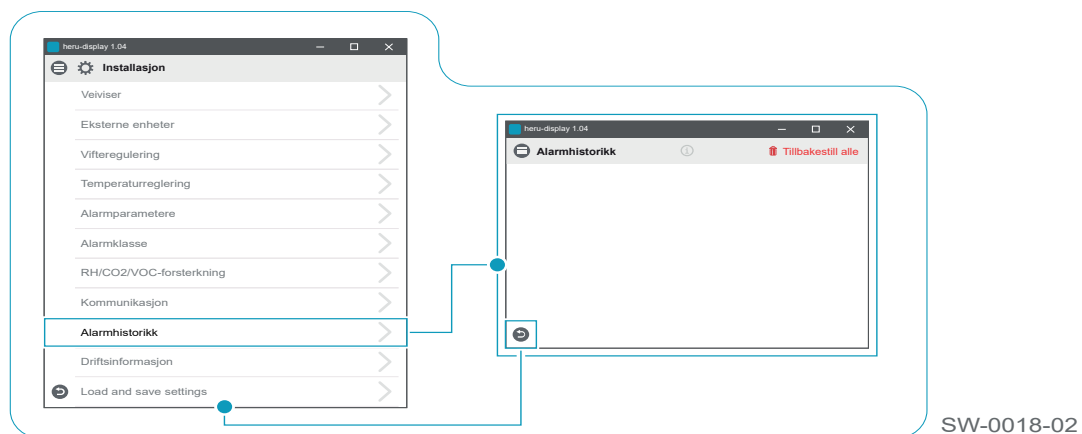 heru-display 1.04
Installasjon
Veiviser
Eksterne enheter
Vifteregulering
Temperaturreglering
Alarmparametere
Alarmklasse
RH/CO2/VOC-forsterkning
Kommunikasjon
Alarmhistorikk
Driftsinformasjon
Load and save settings
heru-display 1.04
Alarmhistorikk Tillbakestill alle
SW-0018-02